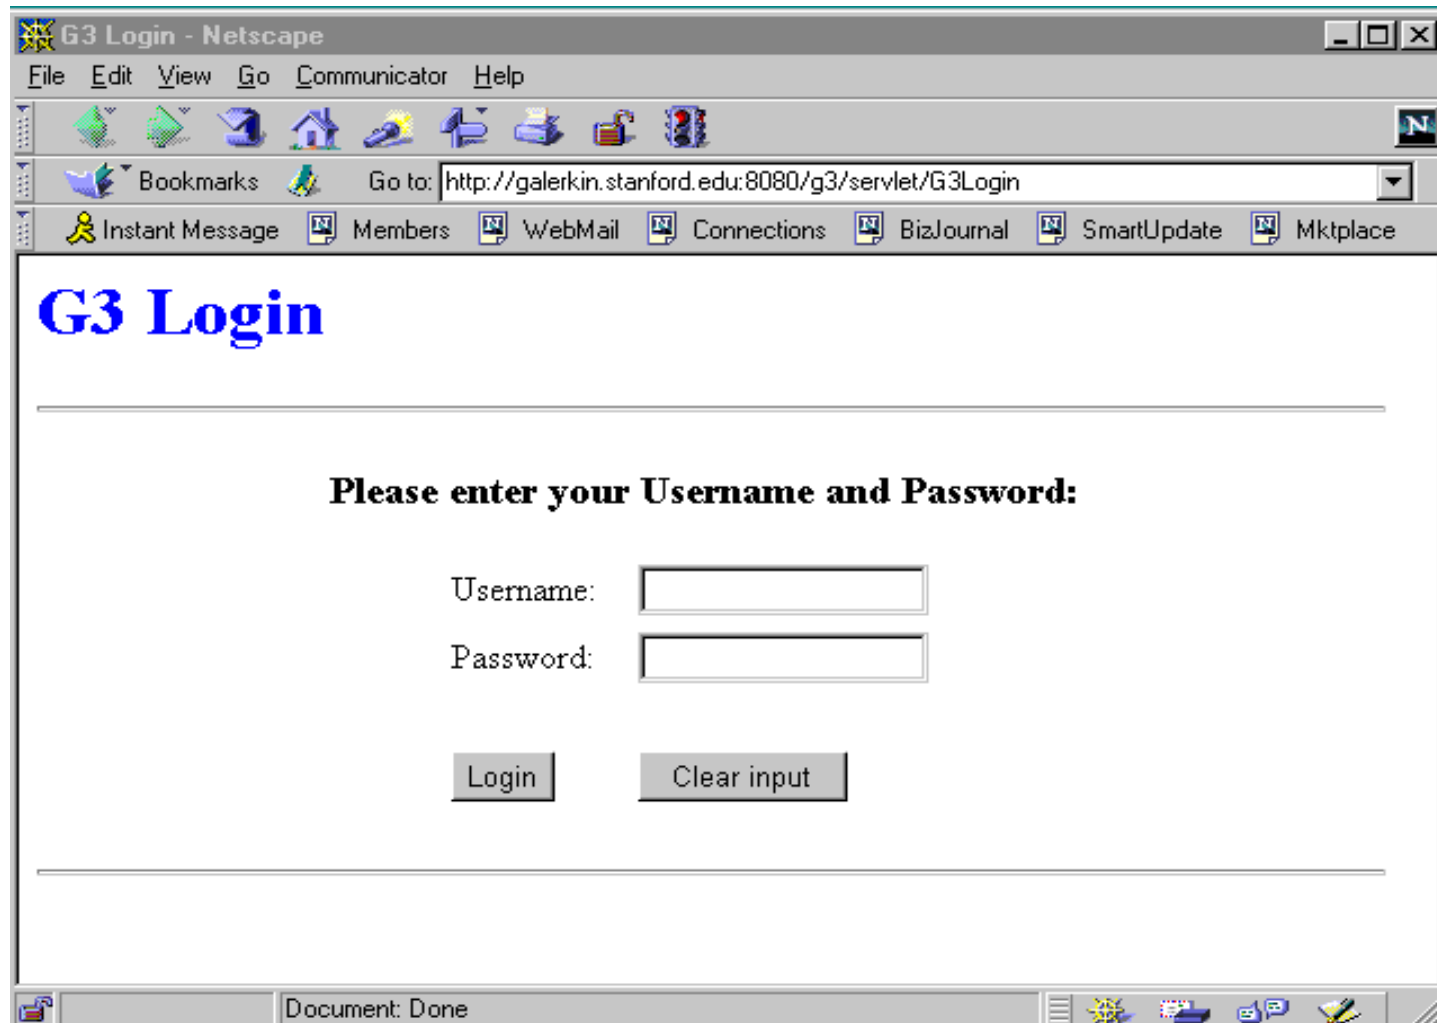 G3 Login - Netscape
File Edit View Go Communicator Help
N
Bookmarks Go to: http://galerkin.stanford.edu:8080/g3/servlet/G3Login
Instant Message Members WebMail Connections BizJournal SmartUpdate Mktplace
G3 Login
Please enter your Username and Password:
Username:
Password:
Login Clear input
Document: Done